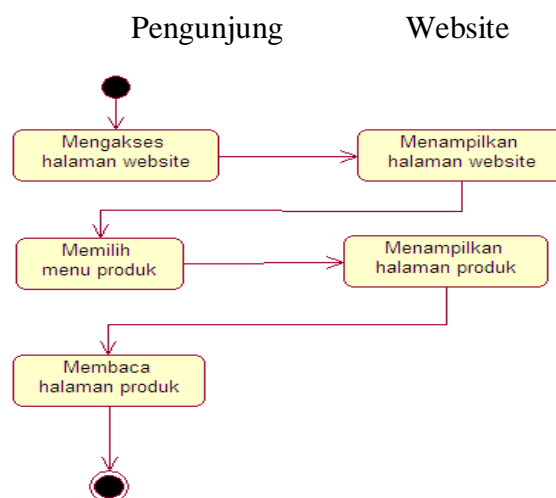 Pengunjung Website
Mengakses
halaman website
Menampilkan
halaman website
Memilih
menu produk
Menampilkan
halaman produk
Membaca
halaman produk